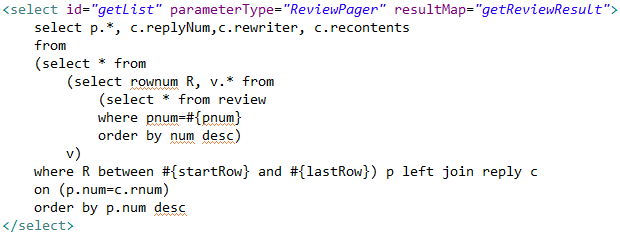 <select id="getList" parameterType="ReviewPager" resultMap="getReviewResult">
select p.*, c.replyNum,c.rewriter, c.recontents
from
(select * from
(select rownum R, v.* from
(select * from review
where pnum=#{pnum}
order by num desc)
v)
where R between #{startRow} and #{lastRow}) p left join reply c
on (p.num=c.rnum)
order by p.num desc
</select>